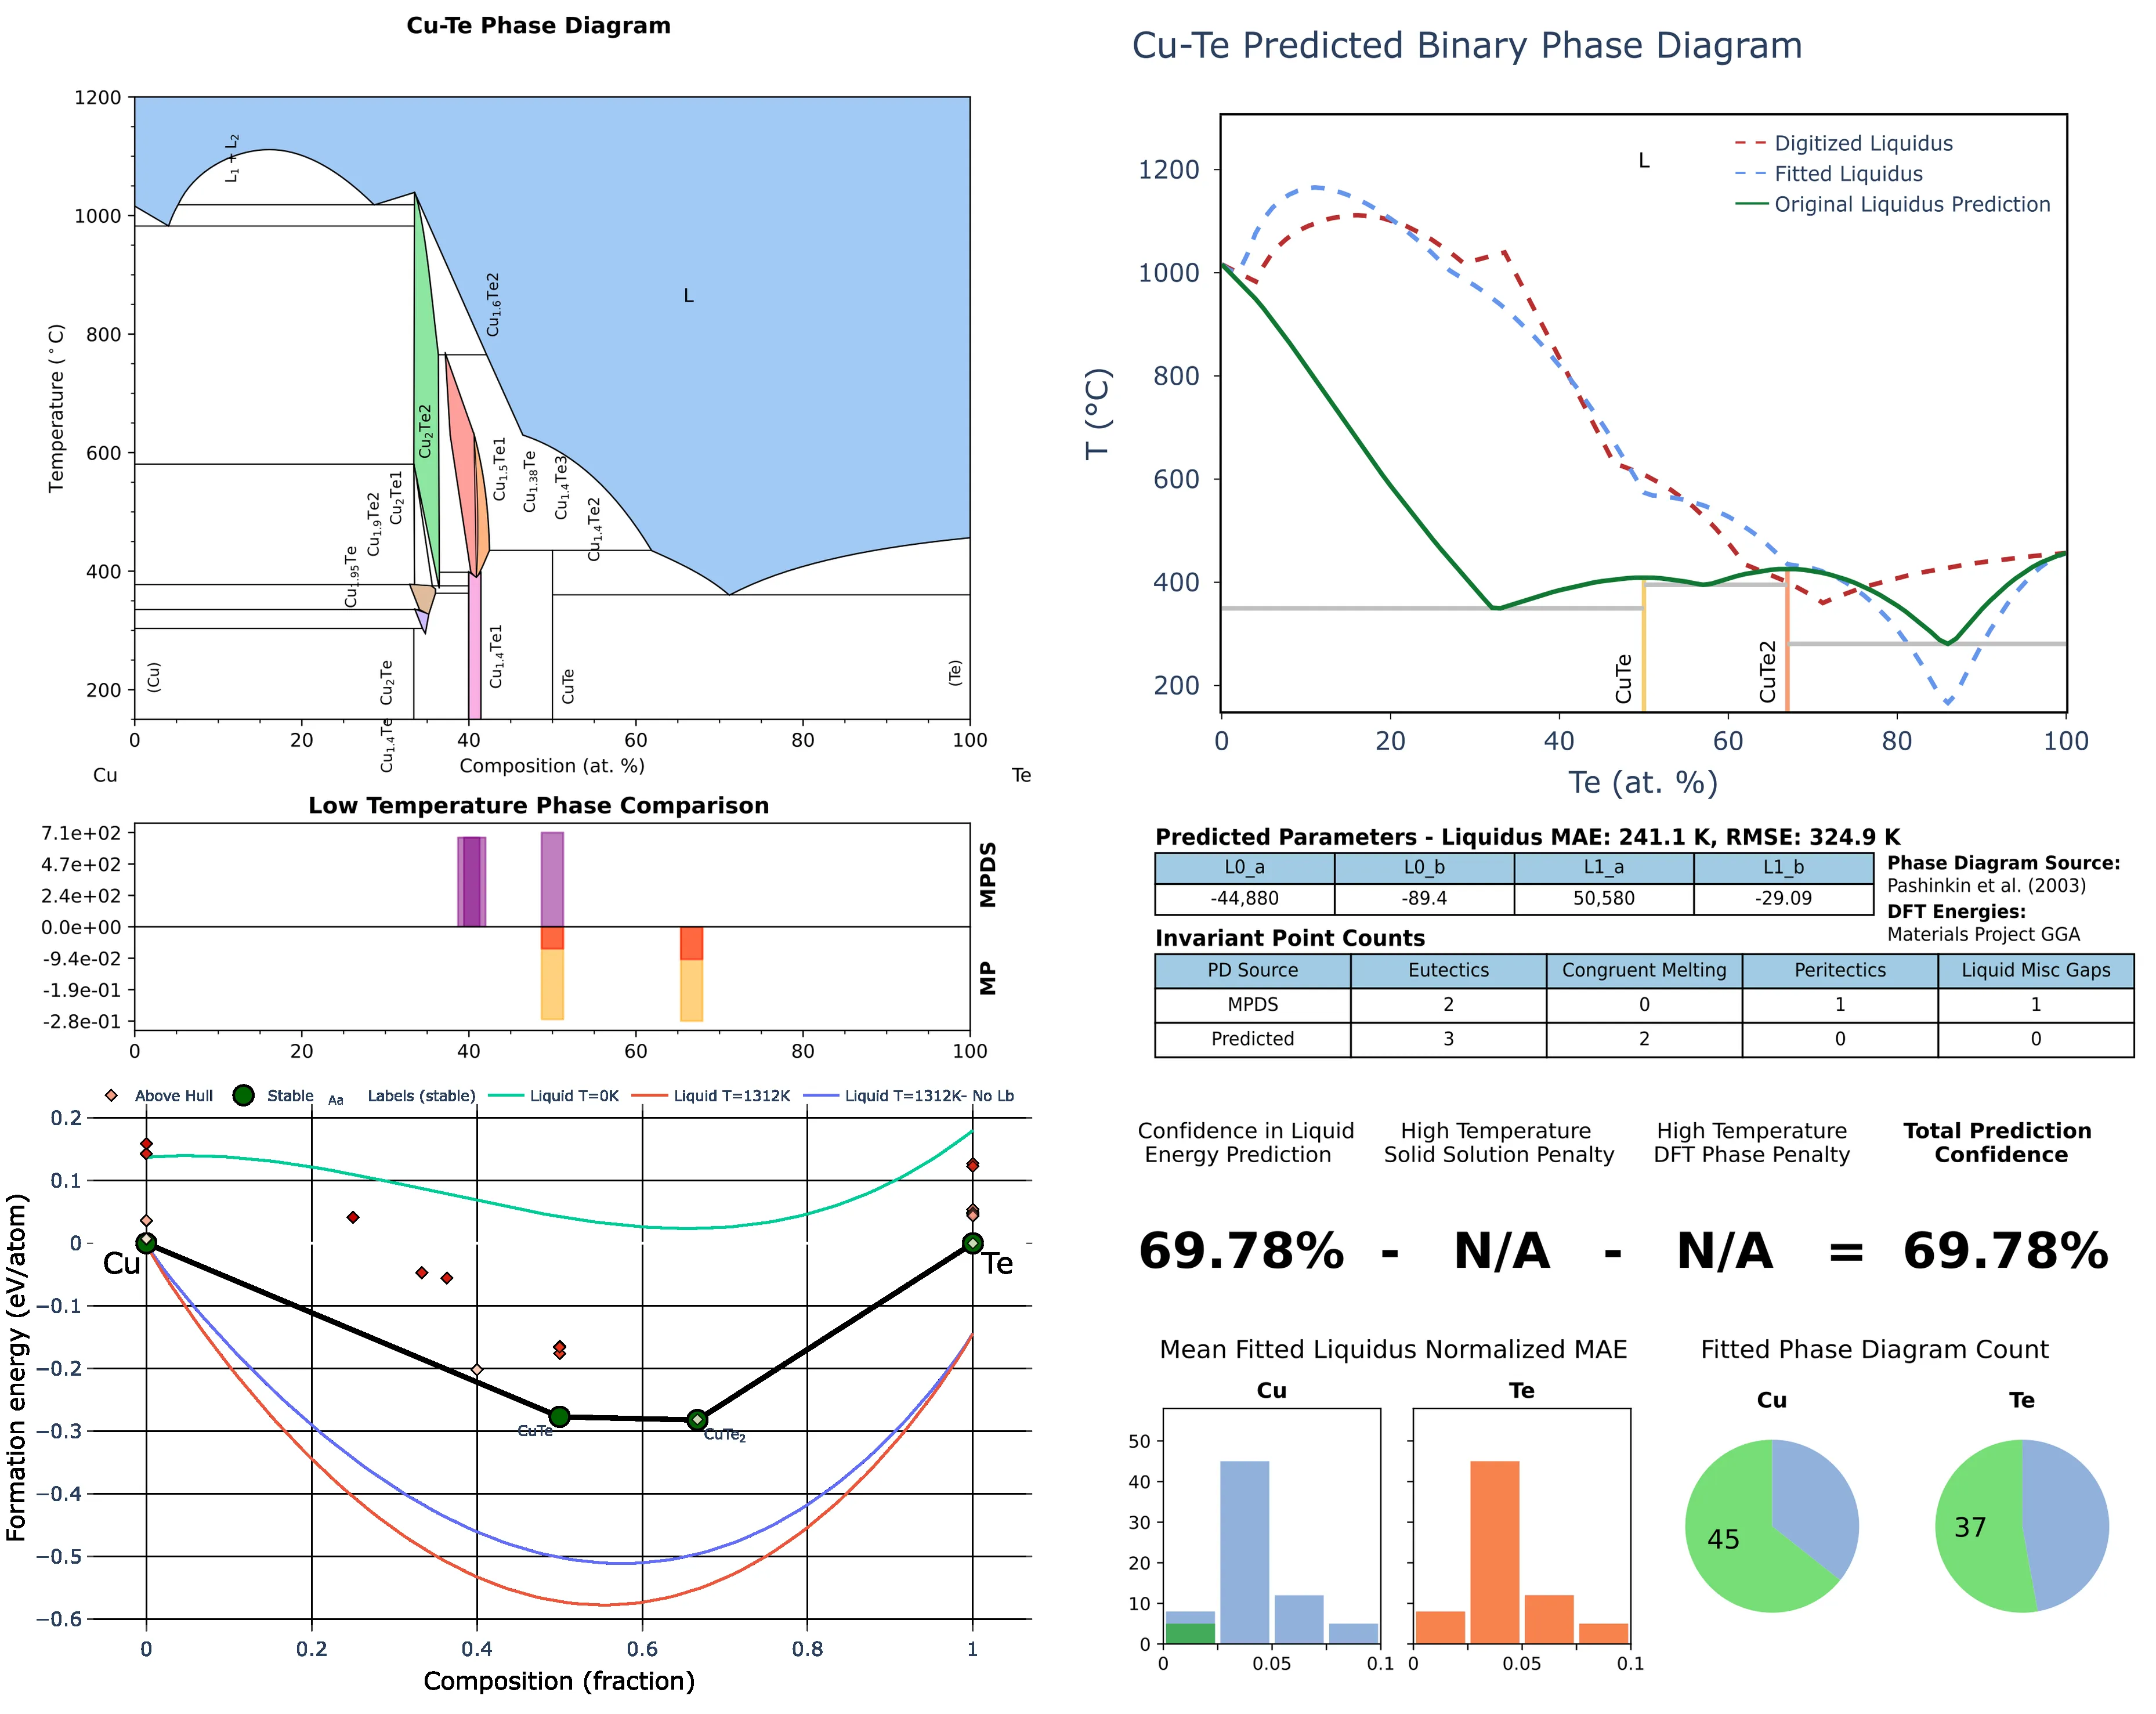 Cu-Te Phase Diagram
1200
1000
800
600
400
200
Temperature (°C)
L1 + L2
Cu1.6Te2
L
Cu2Te2
Cu1.5Te1
Cu1.38Te
Cu1.4Te3
Cu1.4Te2
Cu2Te1
Cu1.9Te2
Cu1.95Te
(Cu)
Cu2Te
Cu1.4Te
Cu1.4Te1
CuTe
(Te)
0 20 40 60 80 100
Composition (at. %)
Cu
Te
Cu-Te Predicted Binary Phase Diagram
Digitized Liquidus
Fitted Liquidus
Original Liquidus Prediction
L
1200
1000
800
600
400
200
T (°C)
CuTe
CuTe2
0 20 40 60 80 100
Te (at. %)
Low Temperature Phase Comparison
7.1e+02
4.7e+02
2.4e+02
0.0e+00
-9.4e-02
-1.9e-01
-2.8e-01
MPDS
MP
0 20 40 60 80 100
Predicted Parameters - Liquidus MAE: 241.1 K, RMSE: 324.9 K
L0_a L0_b L1_a L1_b
-44,880 -89.4 50,580 -29.09
Phase Diagram Source:
Pashinkin et al. (2003)
DFT Energies:
Materials Project GGA
Invariant Point Counts
PD Source Eutectics Congruent Melting Peritectics Liquid Misc Gaps
MPDS 2 0 1 1
Predicted 3 2 0 0
Above Hull Stable Aa Labels (stable) Liquid T=0K Liquid T=1312K Liquid T=1312K- No Lb
0.2
0.1
0
−0.1
−0.2
−0.3
−0.4
−0.5
−0.6
Formation energy (eV/atom)
Cu
Te
CuTe
CuTe2
0 0.2 0.4 0.6 0.8 1
Composition (fraction)
Confidence in Liquid Energy Prediction
High Temperature Solid Solution Penalty
High Temperature DFT Phase Penalty
Total Prediction Confidence
69.78% - N/A - N/A = 69.78%
Mean Fitted Liquidus Normalized MAE
Cu
Te
50
40
30
20
10
0
0 0.05 0.1
0 0.05 0.1
Fitted Phase Diagram Count
Cu
Te
45
37